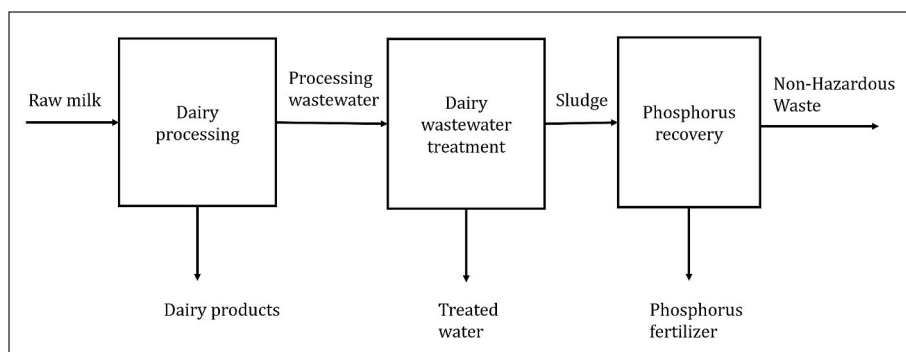 Raw milk
Dairy
processing
Processing
wastewater
Dairy
wastewater
treatment
Sludge
Phosphorus
recovery
Non-Hazardous
Waste
Dairy products
Treated
water
Phosphorus
fertilizer